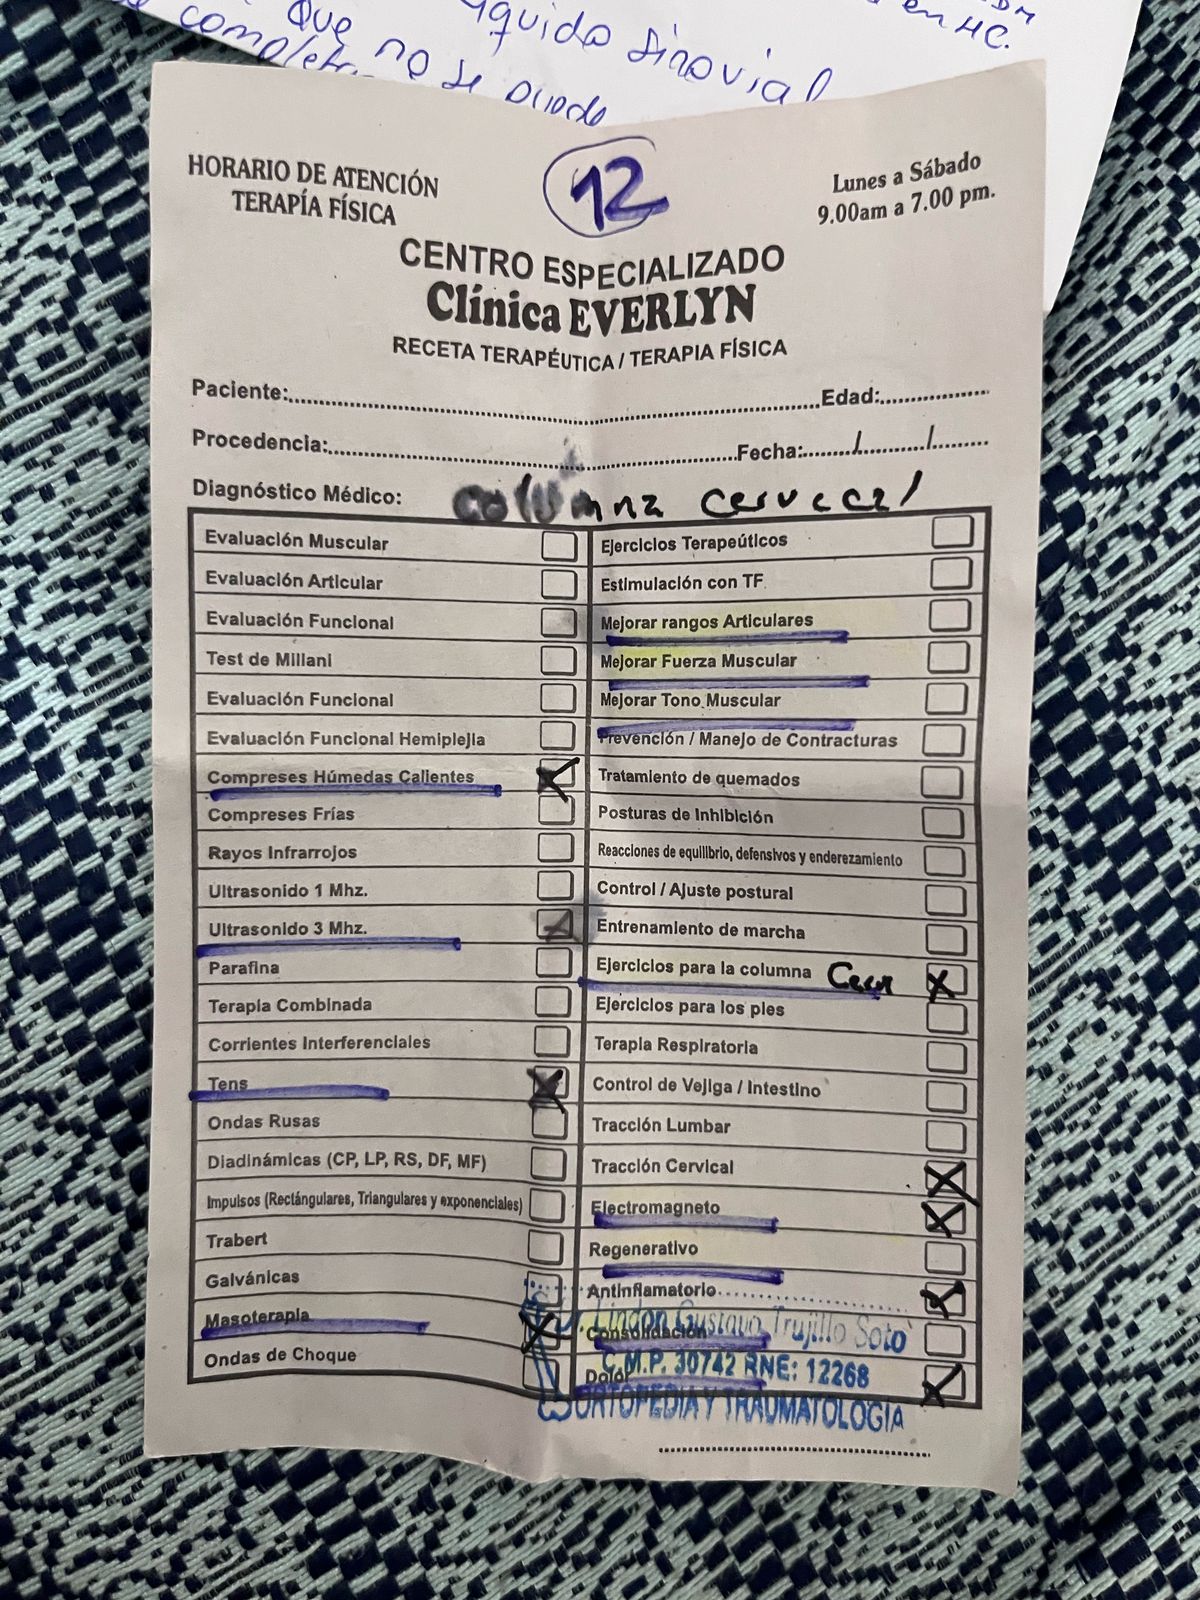 DM
en HC.
líquido sinovial
que no se puede
HORARIO DE ATENCIÓN
TERAPÍA FÍSICA
12
Lunes a Sábado
9.00am a 7.00 pm.
CENTRO ESPECIALIZADO
Clínica EVERLYN
RECETA TERAPÉUTICA / TERAPIA FÍSICA
Paciente: Edad:
Procedencia: Fecha: / /
Diagnóstico Médico: columna cervical
Evaluación Muscular
Evaluación Articular
Evaluación Funcional
Test de Millani
Evaluación Funcional
Evaluación Funcional Hemiplejia
Compreses Húmedas Calientes X
Compreses Frías
Rayos Infrarrojos
Ultrasonido 1 Mhz.
Ultrasonido 3 Mhz.
Parafina
Terapía Combinada
Corrientes Interferenciales
Tens X
Ondas Rusas
Diadinámicas (CP, LP, RS, DF, MF)
Impulsos (Rectángulares, Triangulares y exponenciales)
Trabert
Galvánicas
Masoterapia X
Ondas de Choque
Ejercicios Terapeúticos
Estimulación con TF
Mejorar rangos Articulares
Mejorar Fuerza Muscular
Mejorar Tono Muscular
Prevención / Manejo de Contracturas
Tratamiento de quemados
Posturas de Inhibición
Reacciones de equilibrio, defensivos y enderezamiento
Control / Ajuste postural
Entrenamiento de marcha
Ejercicios para la columna Cerv X
Ejercicios para los pies
Terapia Respiratoria
Control de Vejiga / Intestino
Tracción Lumbar
Tracción Cervical X
Electromagneto X
Regenerativo
Antinflamatorio X
Consolidación
Dolor X
Dr. Lindon Gustavo Trujillo Soto
C.M.P. 30742 RNE: 12268
ORTOPEDIA Y TRAUMATOLOGIA